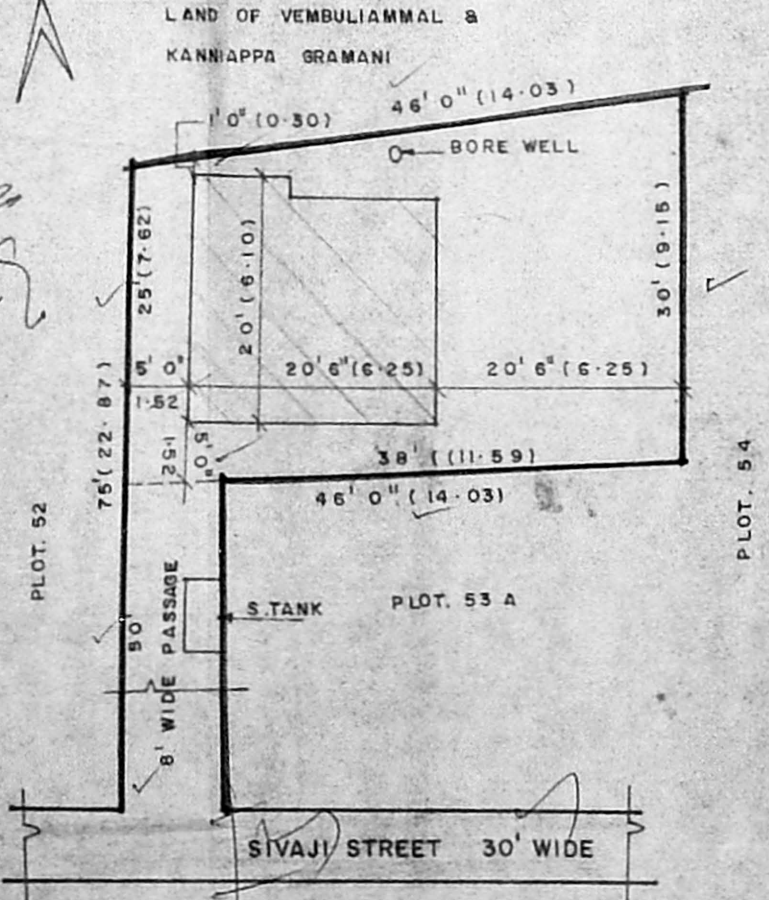 LAND OF VEMBULIAMMAL &
KANNIAPPA GRAMANI
46' 0" (14·03)
1' 0" (0·30)
BORE WELL
25' (7·62)
20' (6·10)
30' (9·15)
5' 0"
1·52
20' 6" (6·25)
20' 6" (6·25)
75' (22·87)
5' 0"
1·52
38' ((11·59)
46' 0" (14·03)
PLOT. 52
PLOT. 54
50'
8' WIDE PASSAGE
S.TANK
PLOT. 53 A
SIVAJI STREET 30' WIDE